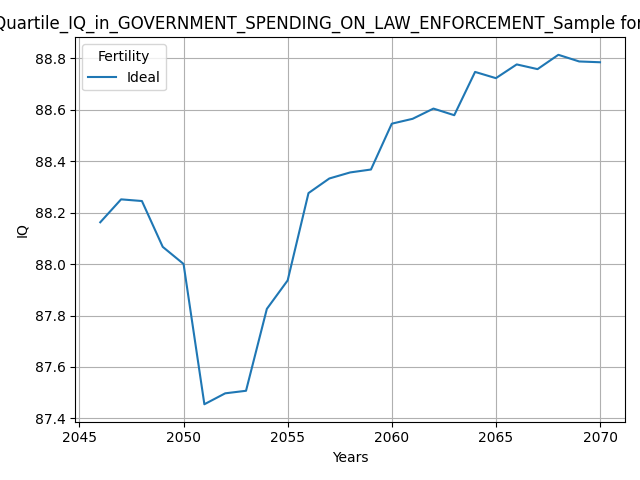 Quartile_IQ_in_GOVERNMENT_SPENDING_ON_LAW_ENFORCEMENT_Sample for
Fertility
Ideal
88.8
88.6
88.4
88.2
88.0
87.8
87.6
87.4
IQ
2045 2050 2055 2060 2065 2070
Years